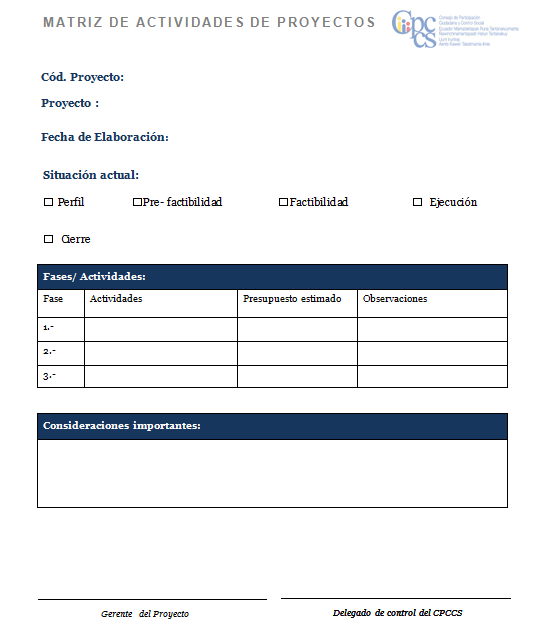 MATRIZ DE ACTIVIDADES DE PROYECTOS
CPCCS
Consejo de Participación
Ciudadana y Control Social
Cód. Proyecto:
Proyecto :
Fecha de Elaboración:
Situación actual:
Perfil Pre- factibilidad Factibilidad Ejecución
Cierre
Fases/ Actividades:
Fase Actividades Presupuesto estimado Observaciones
1.-
2.-
3.-
Consideraciones importantes:
Gerente del Proyecto Delegado de control del CPCCS